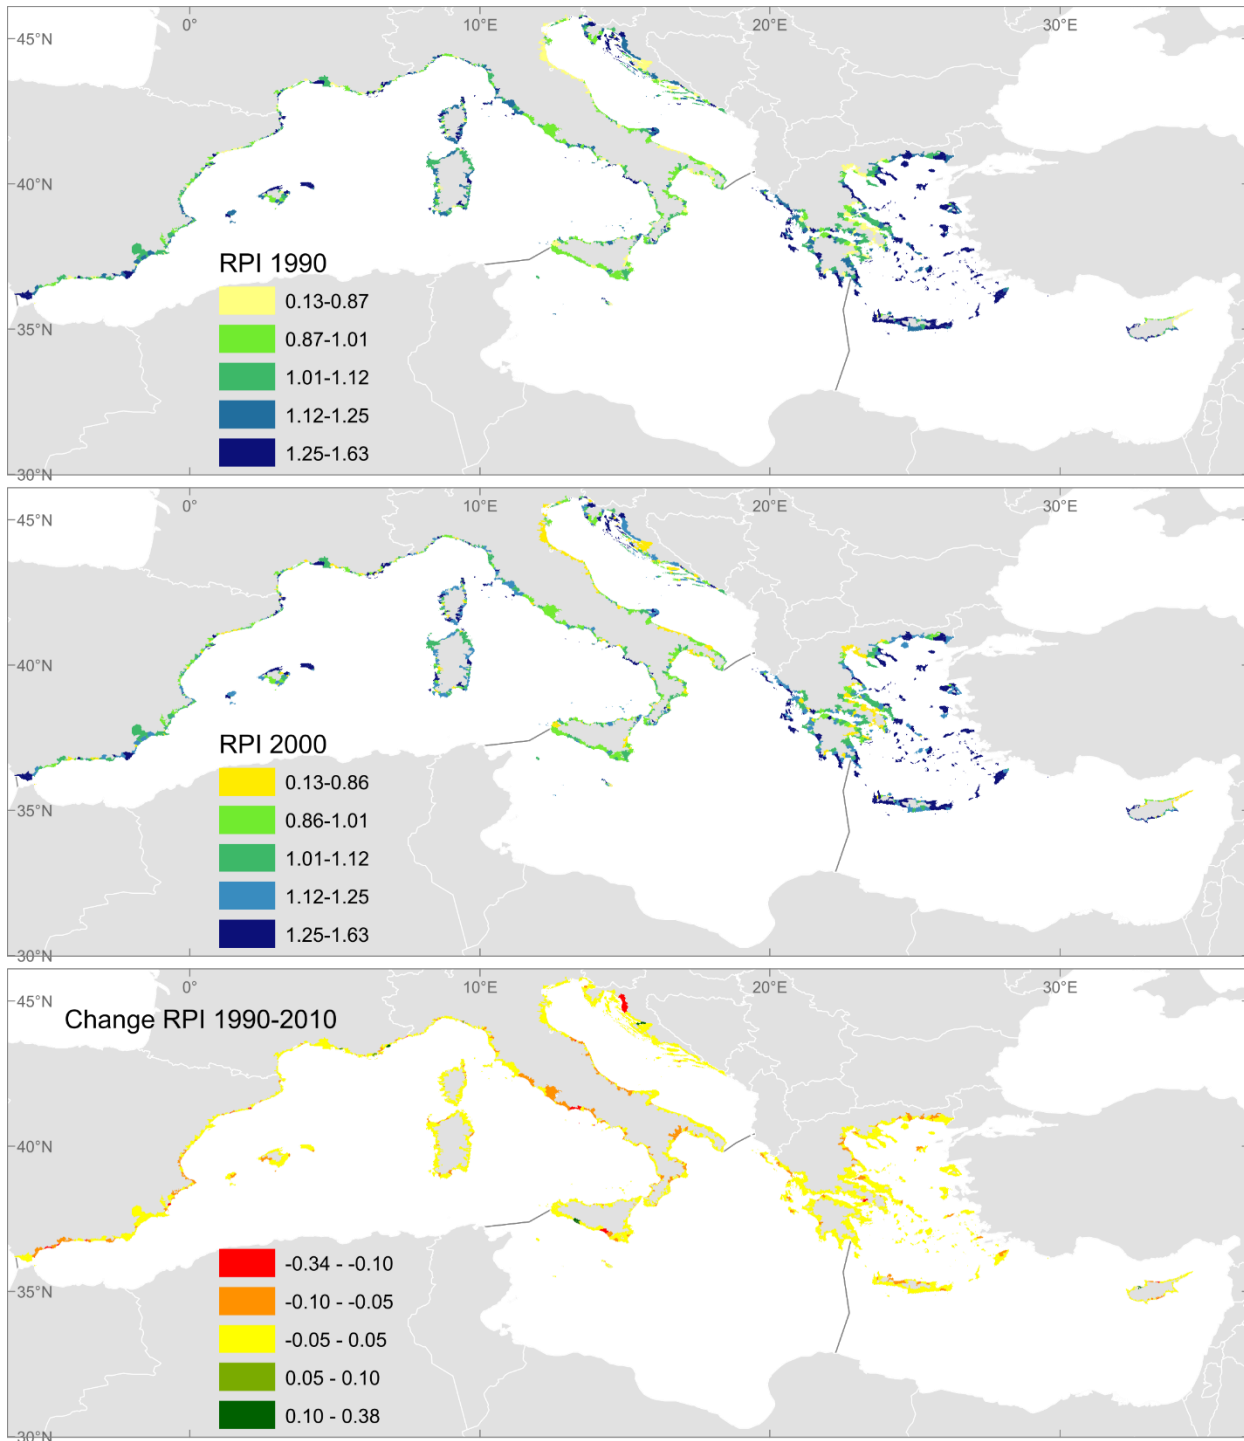 0° 10°E 20°E 30°E
45°N
40°N
35°N
30°N
RPI 1990
0.13-0.87
0.87-1.01
1.01-1.12
1.12-1.25
1.25-1.63
0° 10°E 20°E 30°E
45°N
40°N
35°N
30°N
RPI 2000
0.13-0.86
0.86-1.01
1.01-1.12
1.12-1.25
1.25-1.63
0° 10°E 20°E 30°E
45°N
Change RPI 1990-2010
40°N
35°N
30°N
-0.34 - -0.10
-0.10 - -0.05
-0.05 - 0.05
0.05 - 0.10
0.10 - 0.38